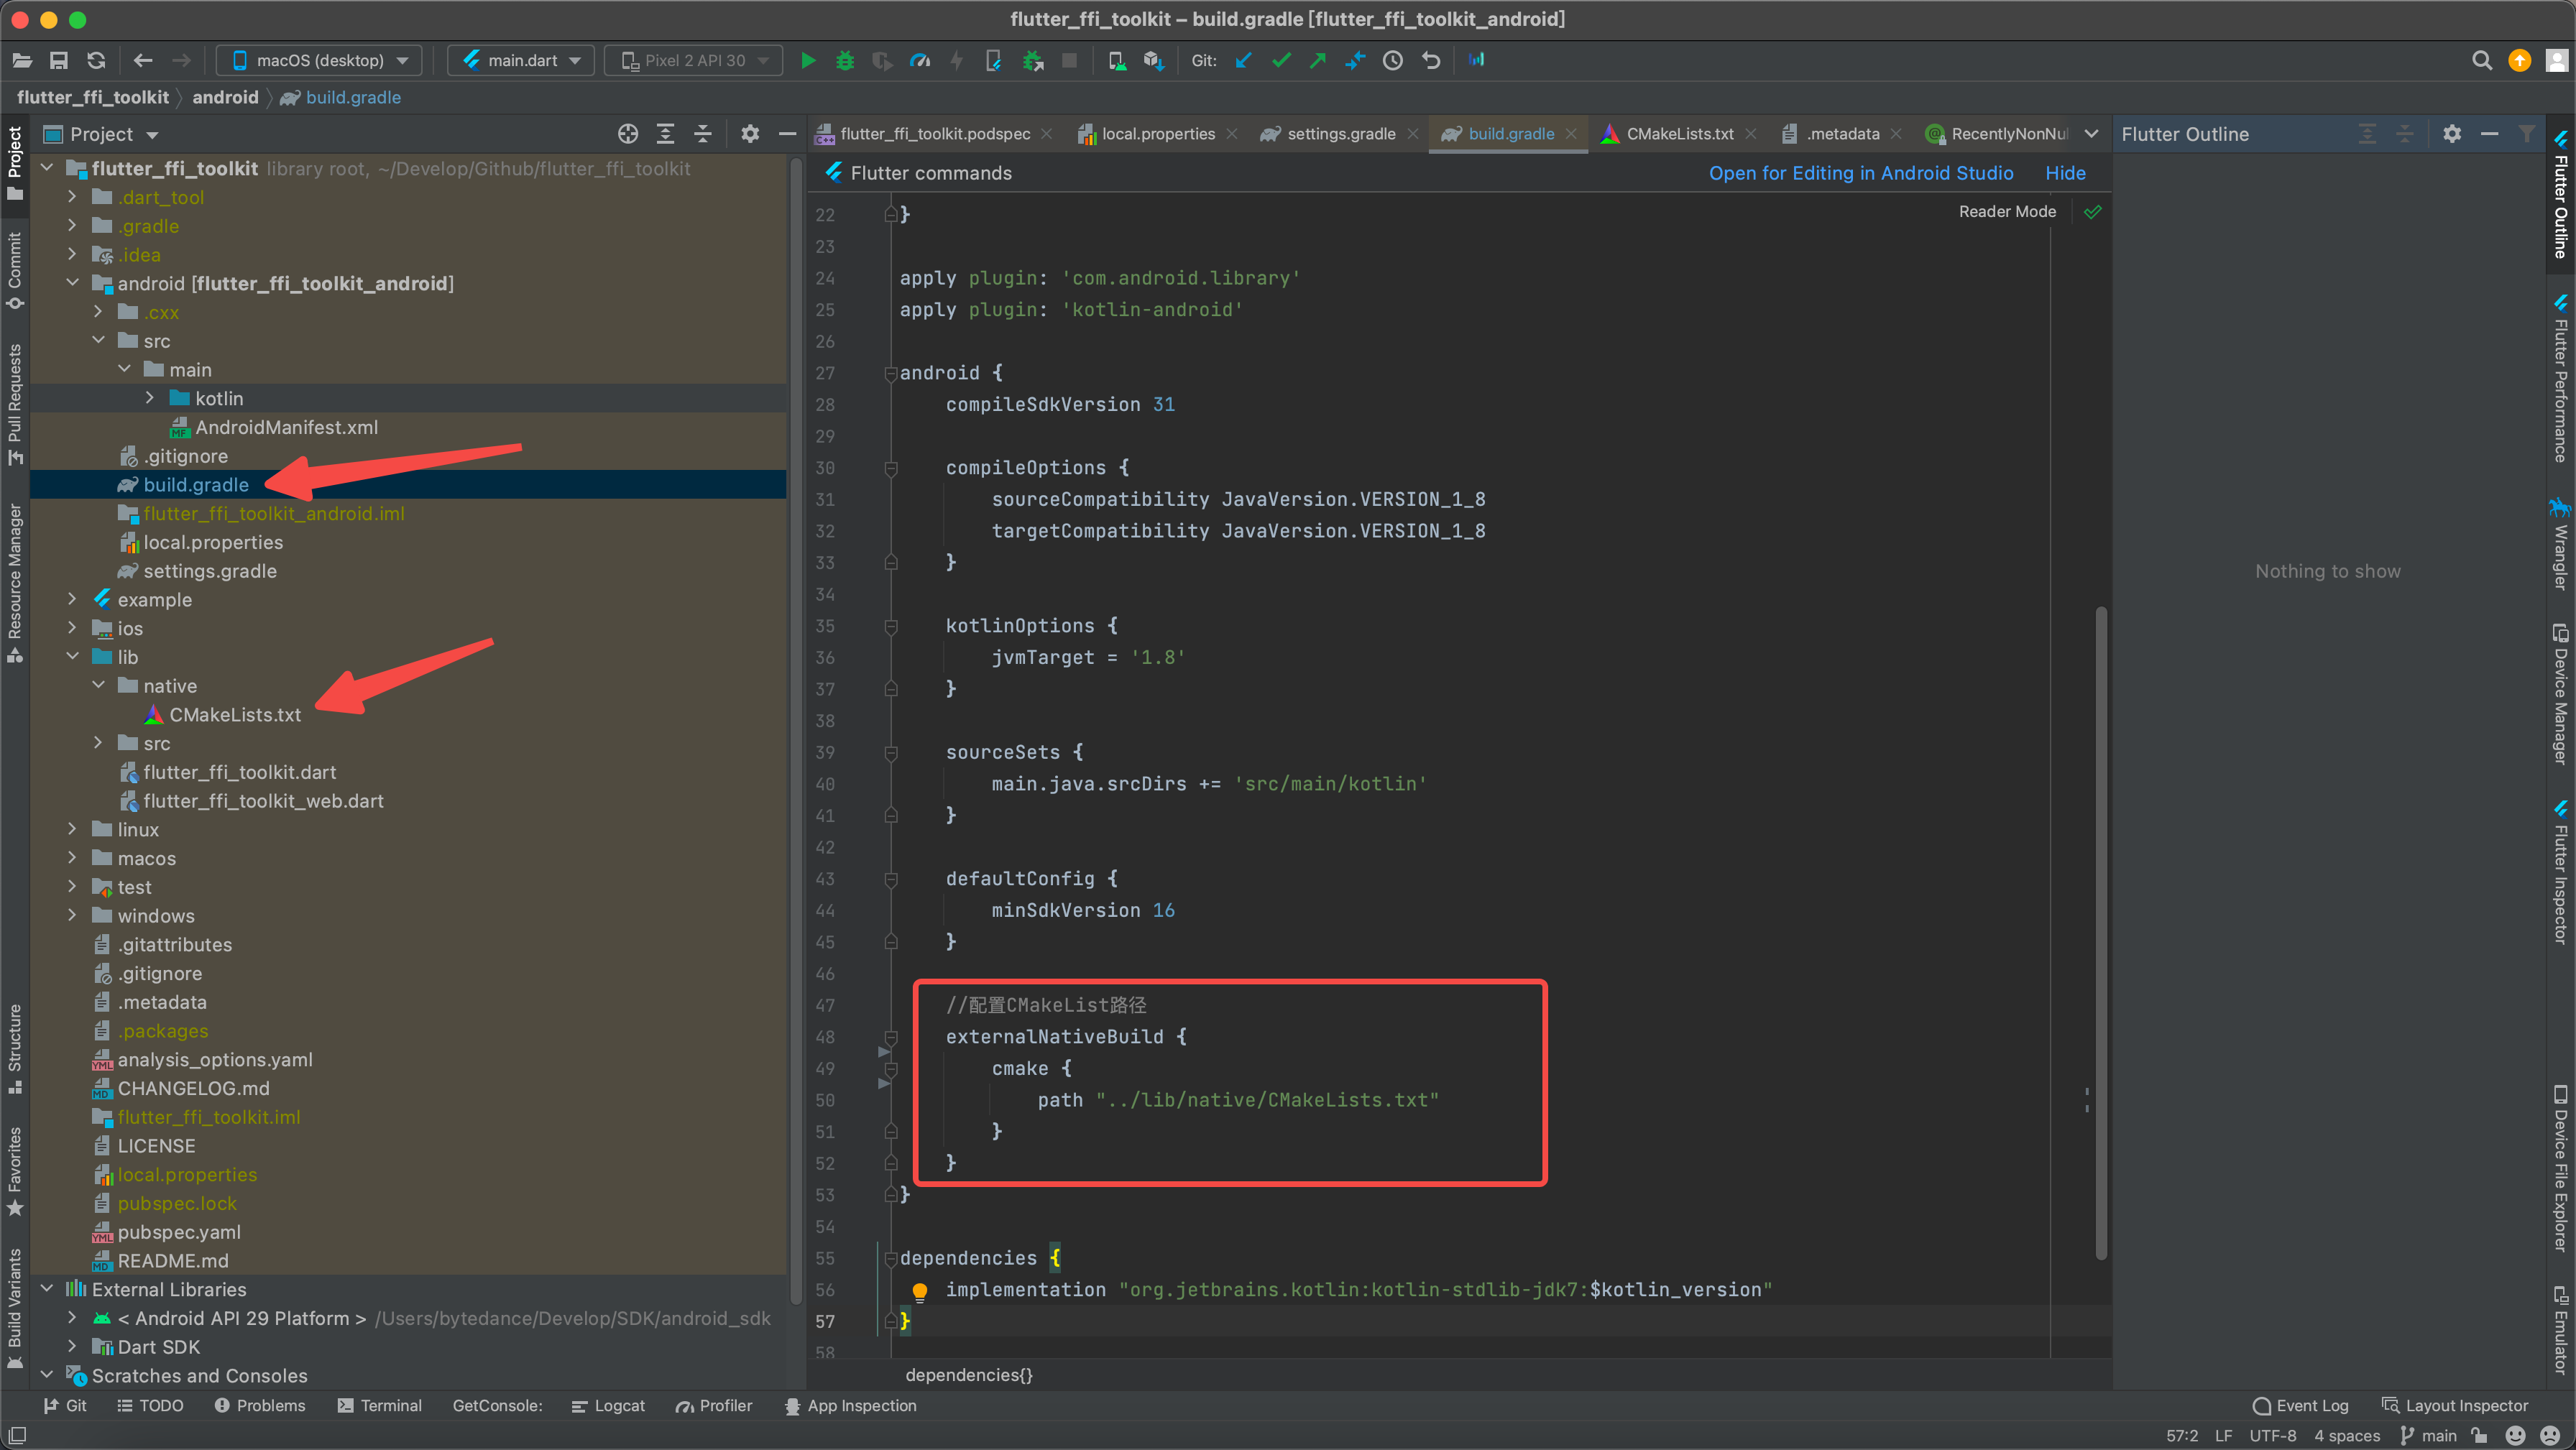 flutter_ffi_toolkit – build.gradle [flutter_ffi_toolkit_android]
macOS (desktop)
main.dart
Pixel 2 API 30
Git:
flutter_ffi_toolkit
android
build.gradle
Project
flutter_ffi_toolkit.podspec
local.properties
settings.gradle
build.gradle
CMakeLists.txt
.metadata
RecentlyNonNul
Flutter Outline
Project
Commit
Pull Requests
Resource Manager
Structure
Favorites
Build Variants
flutter_ffi_toolkit library root, ~/Develop/Github/flutter_ffi_toolkit
.dart_tool
.gradle
.idea
android [flutter_ffi_toolkit_android]
.cxx
src
main
kotlin
AndroidManifest.xml
.gitignore
build.gradle
flutter_ffi_toolkit_android.iml
local.properties
settings.gradle
example
ios
lib
native
CMakeLists.txt
src
flutter_ffi_toolkit.dart
flutter_ffi_toolkit_web.dart
linux
macos
test
windows
.gitattributes
.gitignore
.metadata
.packages
analysis_options.yaml
CHANGELOG.md
flutter_ffi_toolkit.iml
LICENSE
local.properties
pubspec.lock
pubspec.yaml
README.md
External Libraries
< Android API 29 Platform > /Users/bytedance/Develop/SDK/android_sdk
Dart SDK
Scratches and Consoles
Flutter commands
Open for Editing in Android Studio
Hide
Reader Mode
22 }
23
24 apply plugin: 'com.android.library'
25 apply plugin: 'kotlin-android'
26
27 android {
28 compileSdkVersion 31
29
30 compileOptions {
31 sourceCompatibility JavaVersion.VERSION_1_8
32 targetCompatibility JavaVersion.VERSION_1_8
33 }
34
35 kotlinOptions {
36 jvmTarget = '1.8'
37 }
38
39 sourceSets {
40 main.java.srcDirs += 'src/main/kotlin'
41 }
42
43 defaultConfig {
44 minSdkVersion 16
45 }
46
47 //配置CMakeList路径
48 externalNativeBuild {
49 cmake {
50 path "../lib/native/CMakeLists.txt"
51 }
52 }
53 }
54
55 dependencies {
56 implementation "org.jetbrains.kotlin:kotlin-stdlib-jdk7:$kotlin_version"
57 }
58
dependencies{}
Nothing to show
Flutter Outline
Flutter Performance
Wrangler
Device Manager
Flutter Inspector
Device File Explorer
Emulator
Git
TODO
Problems
Terminal
GetConsole:
Logcat
Profiler
App Inspection
Event Log
Layout Inspector
57:2 LF UTF-8 4 spaces main